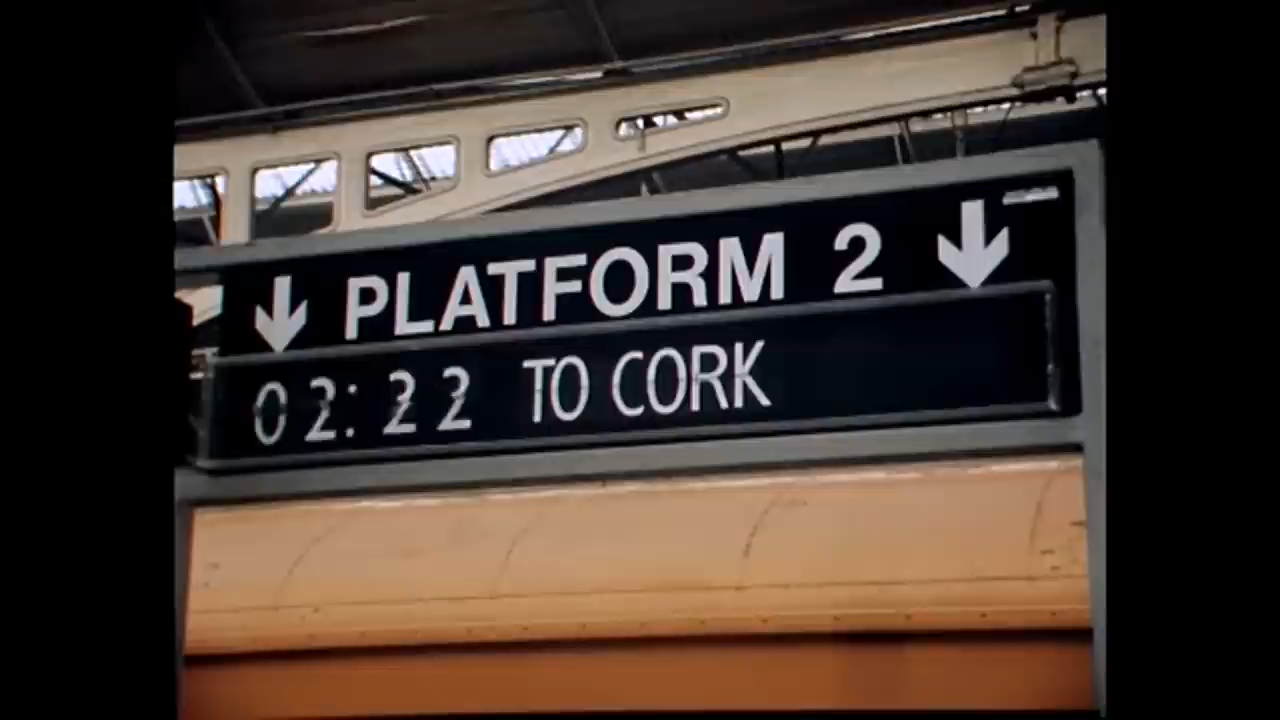 ↓ PLATFORM 2 ↓
02:22 TO CORK